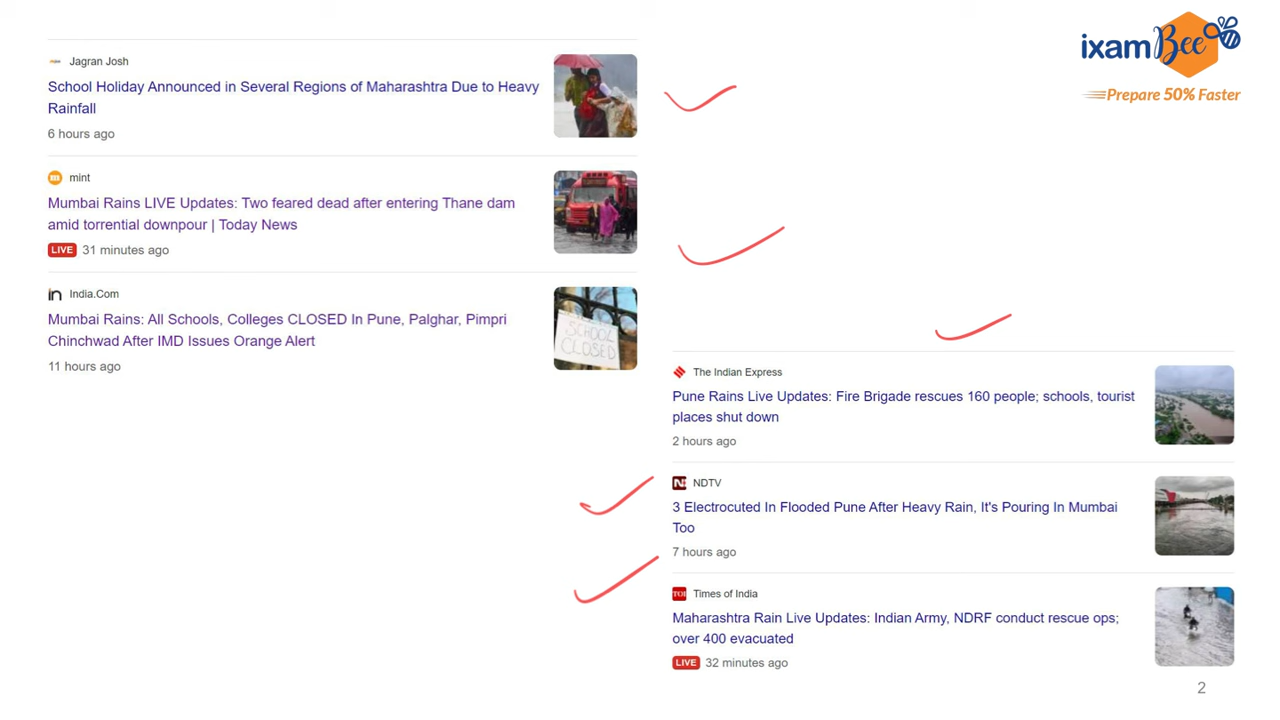 Jagran Josh
School Holiday Announced in Several Regions of Maharashtra Due to Heavy
Rainfall
6 hours ago
mint
Mumbai Rains LIVE Updates: Two feared dead after entering Thane dam
amid torrential downpour | Today News
LIVE 31 minutes ago
India.Com
Mumbai Rains: All Schools, Colleges CLOSED In Pune, Palghar, Pimpri
Chinchwad After IMD Issues Orange Alert
11 hours ago
SCHOOL
CLOSED
ixamBee
Prepare 50% Faster
The Indian Express
Pune Rains Live Updates: Fire Brigade rescues 160 people; schools, tourist
places shut down
2 hours ago
NDTV
3 Electrocuted In Flooded Pune After Heavy Rain, It's Pouring In Mumbai
Too
7 hours ago
TOI Times of India
Maharashtra Rain Live Updates: Indian Army, NDRF conduct rescue ops;
over 400 evacuated
LIVE 32 minutes ago
2